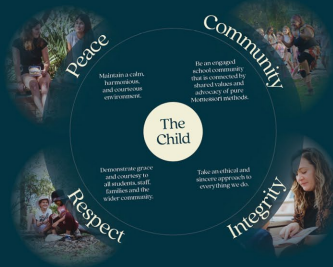 Peace
Community
Maintain a calm,
harmonious,
and courteous
environment.
Be an engaged
school community
that is connected by
shared values and
advocacy of pure
Montessori methods.
The
Child
Demonstrate grace
and courtesy to
all students, staff,
families and the
wider community.
Take an ethical and
sincere approach to
everything we do.
Respect
Integrity